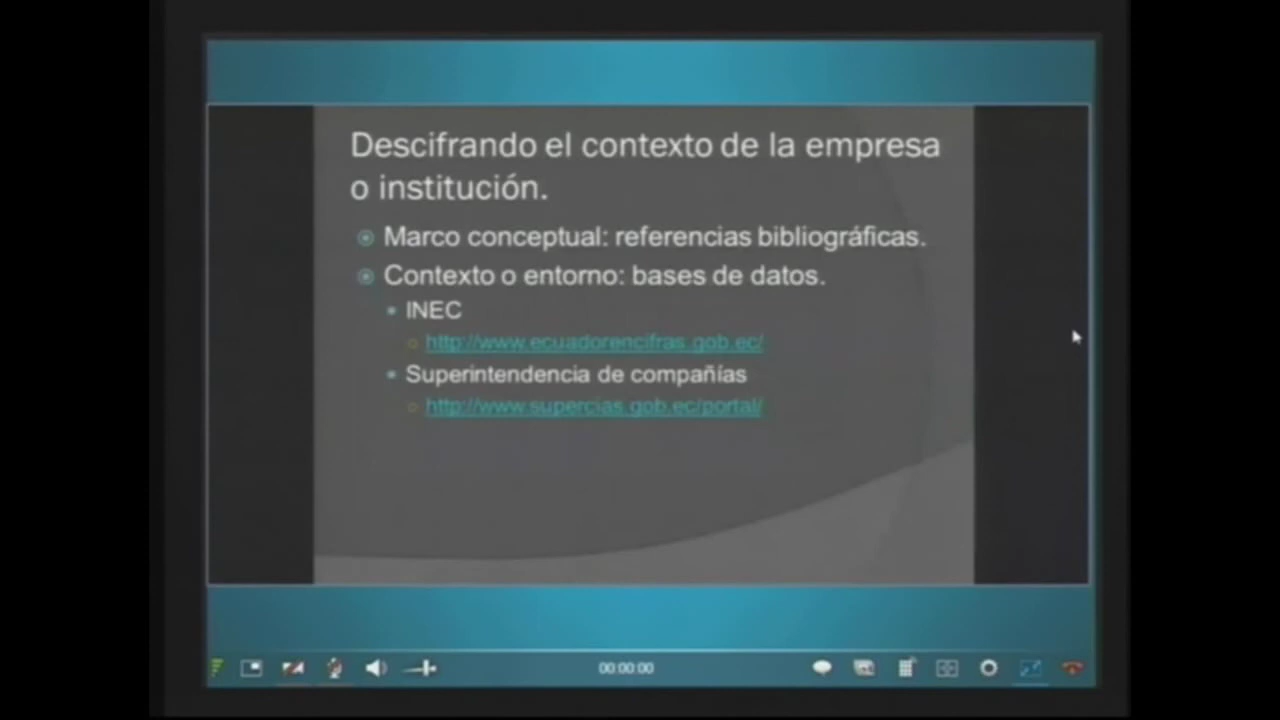 Descifrando el contexto de la empresa
o institución.
Marco conceptual: referencias bibliográficas.
Contexto o entorno: bases de datos.
INEC
http://www.ecuadorencifras.gob.ec/
Superintendencia de compañías
http://www.supercias.gob.ec/portal/
00:00:00